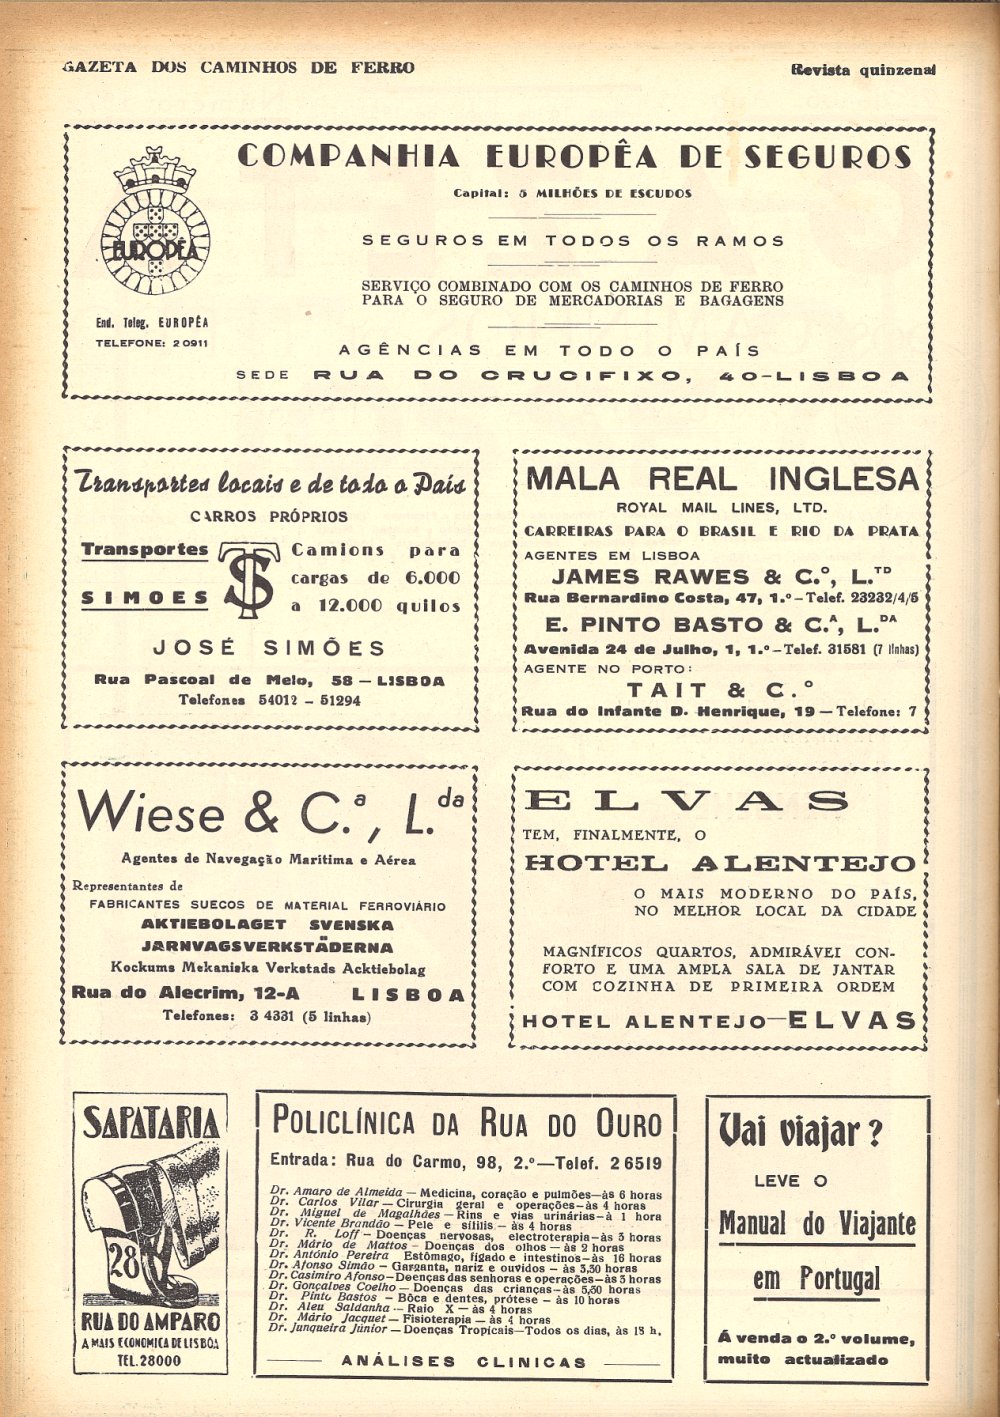 GAZETA DOS CAMINHOS DE FERRO
Revista quinzenal
COMPANHIA EUROPÊA DE SEGUROS
Capital: 5 MILHÕES DE ESCUDOS
EUROPÊA
SEGUROS EM TODOS OS RAMOS
SERVIÇO COMBINADO COM OS CAMINHOS DE FERRO
PARA O SEGURO DE MERCADORIAS E BAGAGENS
End. Teleg. EUROPÊA
TELEFONE: 20911
AGÊNCIAS EM TODO O PAÍS
SEDE RUA DO CRUCIFIXO, 40-LISBOA
Transportes locais e de todo o País
CARROS PRÓPRIOS
Transportes
SIMOES
TS
Camions para
cargas de 6.000
a 12.000 quilos
JOSÉ SIMÕES
Rua Pascoal de Melo, 58 — LISBOA
Telefones 54012 - 51294
MALA REAL INGLESA
ROYAL MAIL LINES, LTD.
CARREIRAS PARA O BRASIL E RIO DA PRATA
AGENTES EM LISBOA
JAMES RAWES & C.º, L.TD
Rua Bernardino Costa, 47, 1.º — Telef. 23232/4/5
E. PINTO BASTO & C.A, L.DA
Avenida 24 de Julho, 1, 1.º — Telef. 31581 (7 linhas)
AGENTE NO PORTO:
TAIT & C.º
Rua do Infante D. Henrique, 19 — Telefone: 7
Wiese & C.a, L.da
Agentes de Navegação Marítima e Aérea
Representantes de
FABRICANTES SUECOS DE MATERIAL FERROVIÁRIO
AKTIEBOLAGET SVENSKA
JARNVAGSVERKSTÄDERNA
Kockums Mekaniska Verkstads Acktiebolag
Rua do Alecrim, 12-A LISBOA
Telefones: 3 4331 (5 linhas)
ELVAS
TEM, FINALMENTE, O
HOTEL ALENTEJO
O MAIS MODERNO DO PAÍS,
NO MELHOR LOCAL DA CIDADE
MAGNÍFICOS QUARTOS, ADMIRÁVEI CON-
FORTO E UMA AMPLA SALA DE JANTAR
COM COZINHA DE PRIMEIRA ORDEM
HOTEL ALENTEJO—ELVAS
SAPATARIA
28
RUA DO AMPARO
A MAIS ECONOMICA DE LISBOA
TEL. 28000
POLICLÍNICA DA RUA DO OURO
Entrada: Rua do Carmo, 98, 2.º—Telef. 2 6519
Dr. Amaro de Almeida — Medicina, coração e pulmões—às 6 horas
Dr. Carlos Vilar — Cirurgia geral e operações—às 4 horas
Dr. Miguel de Magalhães — Rins e vias urinárias—à 1 hora
Dr. Vicente Brandão — Pele e sífilis — às 4 horas
Dr. R. Loff — Doenças nervosas, electroterapia—às 3 horas
Dr. Mário de Mattos — Doenças dos olhos — às 2 horas
Dr. António Pereira Estômago, fígado e intestinos—às 16 horas
Dr. Afonso Simão — Garganta, nariz e ouvidos — às 3,30 horas
Dr. Casimiro Afonso—Doenças das senhoras e operações—às 3 horas
Dr. Gonçalves Coelho—Doenças das crianças—às 5,30 horas
Dr. Pinto Bastos — Bôca e dentes, prótese — às 10 horas
Dr. Aleu Saldanha — Raio X — às 4 horas
Dr. Mário Jacquet — Fisioterapia — às 4 horas
Dr. Junqueira Júnior — Doenças Tropicais—Todos os dias, às 18 h.
ANÁLISES CLINICAS
Vai viajar?
LEVE O
Manual do Viajante
em Portugal
Á venda o 2.º volume,
muito actualizado